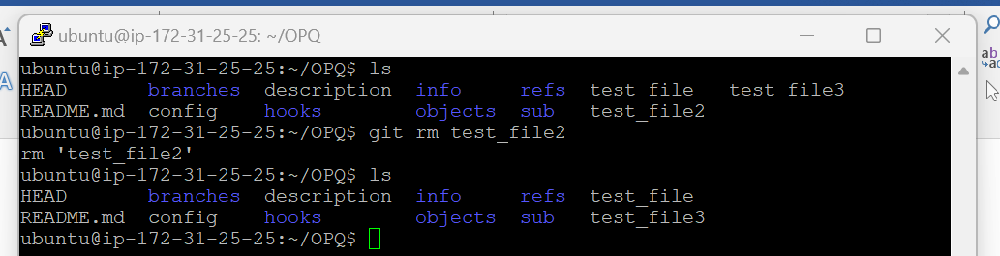 ubuntu@ip-172-31-25-25: ~/OPQ
ubuntu@ip-172-31-25-25:~/OPQ$ ls
HEAD       branches  description  info     refs  test_file   test_file3
README.md  config    hooks        objects  sub   test_file2
ubuntu@ip-172-31-25-25:~/OPQ$ git rm test_file2
rm 'test_file2'
ubuntu@ip-172-31-25-25:~/OPQ$ ls
HEAD       branches  description  info     refs  test_file
README.md  config    hooks        objects  sub   test_file3
ubuntu@ip-172-31-25-25:~/OPQ$